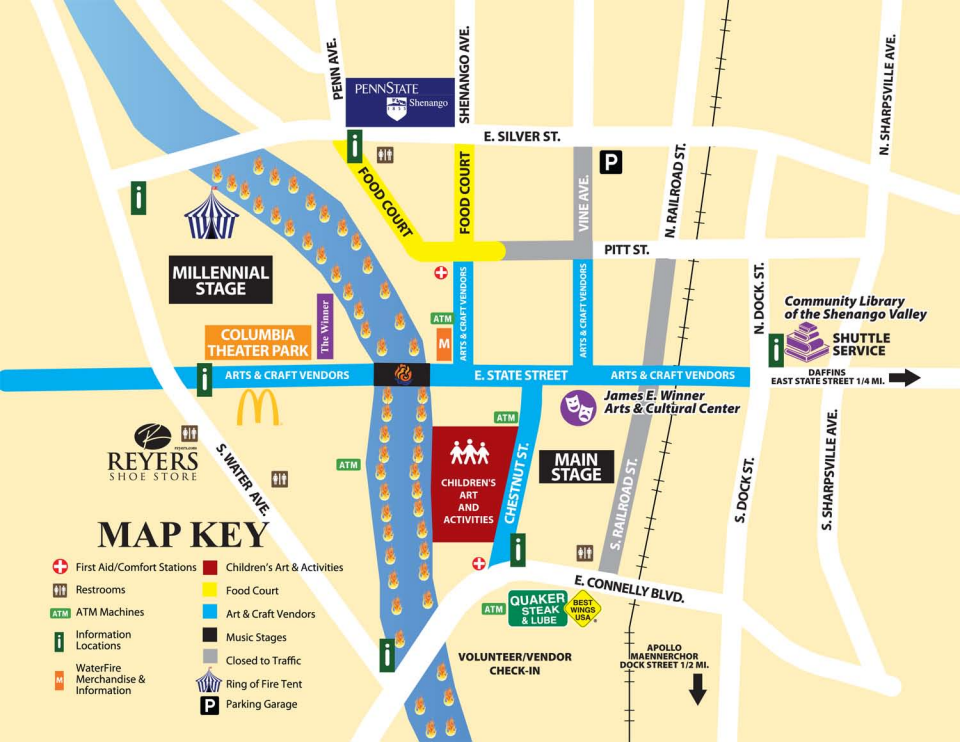 PENN AVE.
SHENANGO AVE.
N. SHARPSVILLE AVE.
PENNSTATE
1855
Shenango
E. SILVER ST.
FOOD COURT
FOOD COURT
VINE AVE.
P
N. RAILROAD ST.
PITT ST.
MILLENNIAL
STAGE
ARTS & CRAFT VENDORS
ARTS & CRAFT VENDORS
N. DOCK ST.
The Winner
ATM
M
COLUMBIA
THEATER PARK
Community Library
of the Shenango Valley
SHUTTLE
SERVICE
ARTS & CRAFT VENDORS
E. STATE STREET
ARTS & CRAFT VENDORS
DAFFINS
EAST STATE STREET 1/4 MI.
James E. Winner
Arts & Cultural Center
ATM
REYERS
SHOE STORE
S. WATER AVE.
ATM
CHILDREN'S
ART
AND
ACTIVITIES
CHESTNUT ST.
MAIN
STAGE
S. RAILROAD ST.
S. DOCK ST.
S. SHARPSVILLE AVE.
E. CONNELLY BLVD.
ATM
QUAKER
STEAK
& LUBE
BEST
WINGS
USA
VOLUNTEER/VENDOR
CHECK-IN
APOLLO
MAENNERCHOR
DOCK STREET 1/2 MI.
MAP KEY
First Aid/Comfort Stations
Restrooms
ATM
ATM Machines
i
Information
Locations
M
WaterFire
Merchandise &
Information
Children's Art & Activities
Food Court
Art & Craft Vendors
Music Stages
Closed to Traffic
Ring of Fire Tent
P
Parking Garage